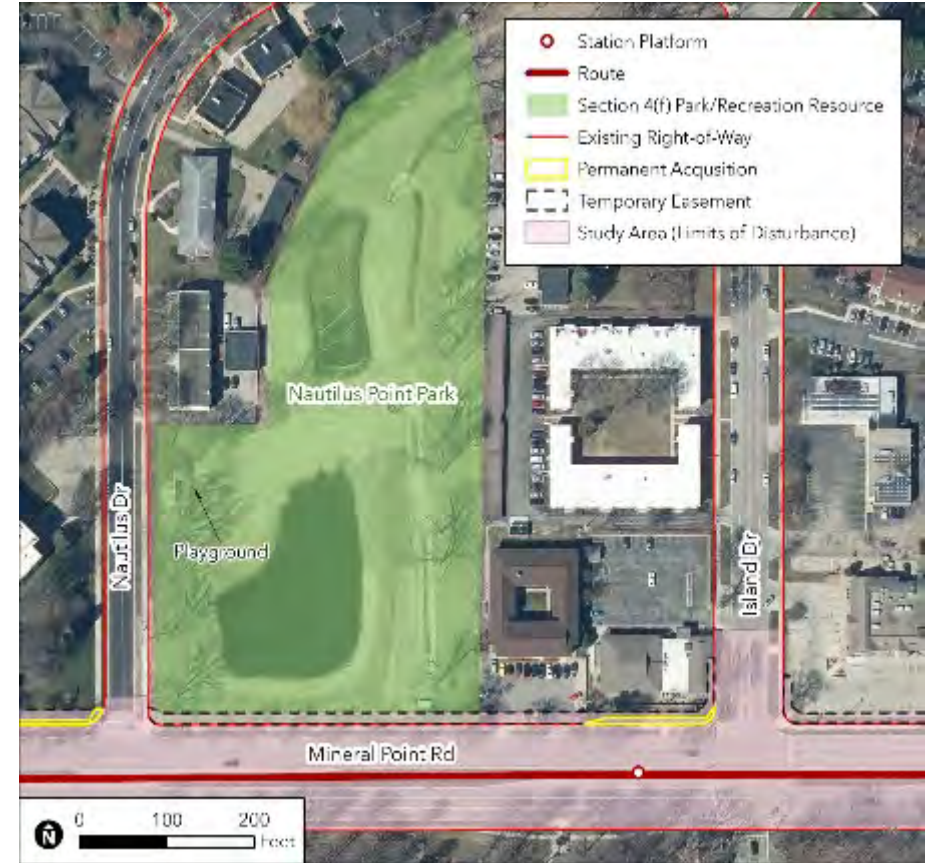 Station Platform
Route
Section 4(f) Park/Recreation Resource
Existing Right-of-Way
Permanent Acqusition
Temporary Easement
Study Area (Limits of Disturbance)
Nautilus Point Park
Nautilus Dr
Playground
Island Dr
Mineral Point Rd
N
0 100 200
Feet